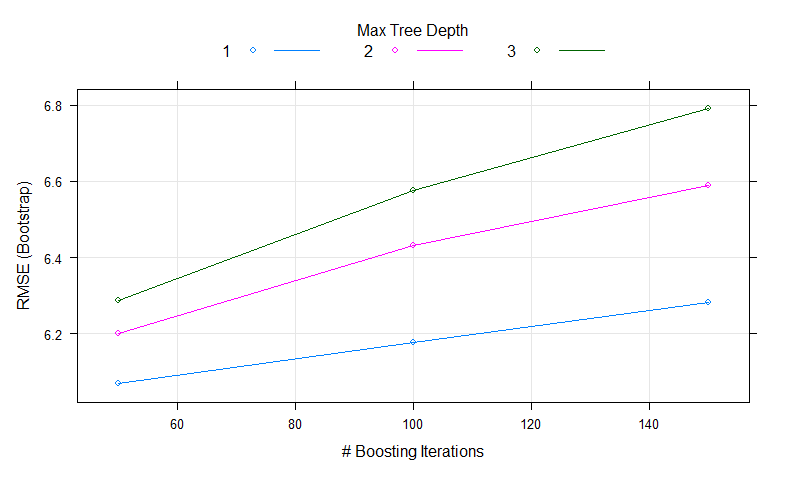 Max Tree Depth
1 2 3
6.8
6.6
6.4
6.2
RMSE (Bootstrap)
60 80 100 120 140
# Boosting Iterations